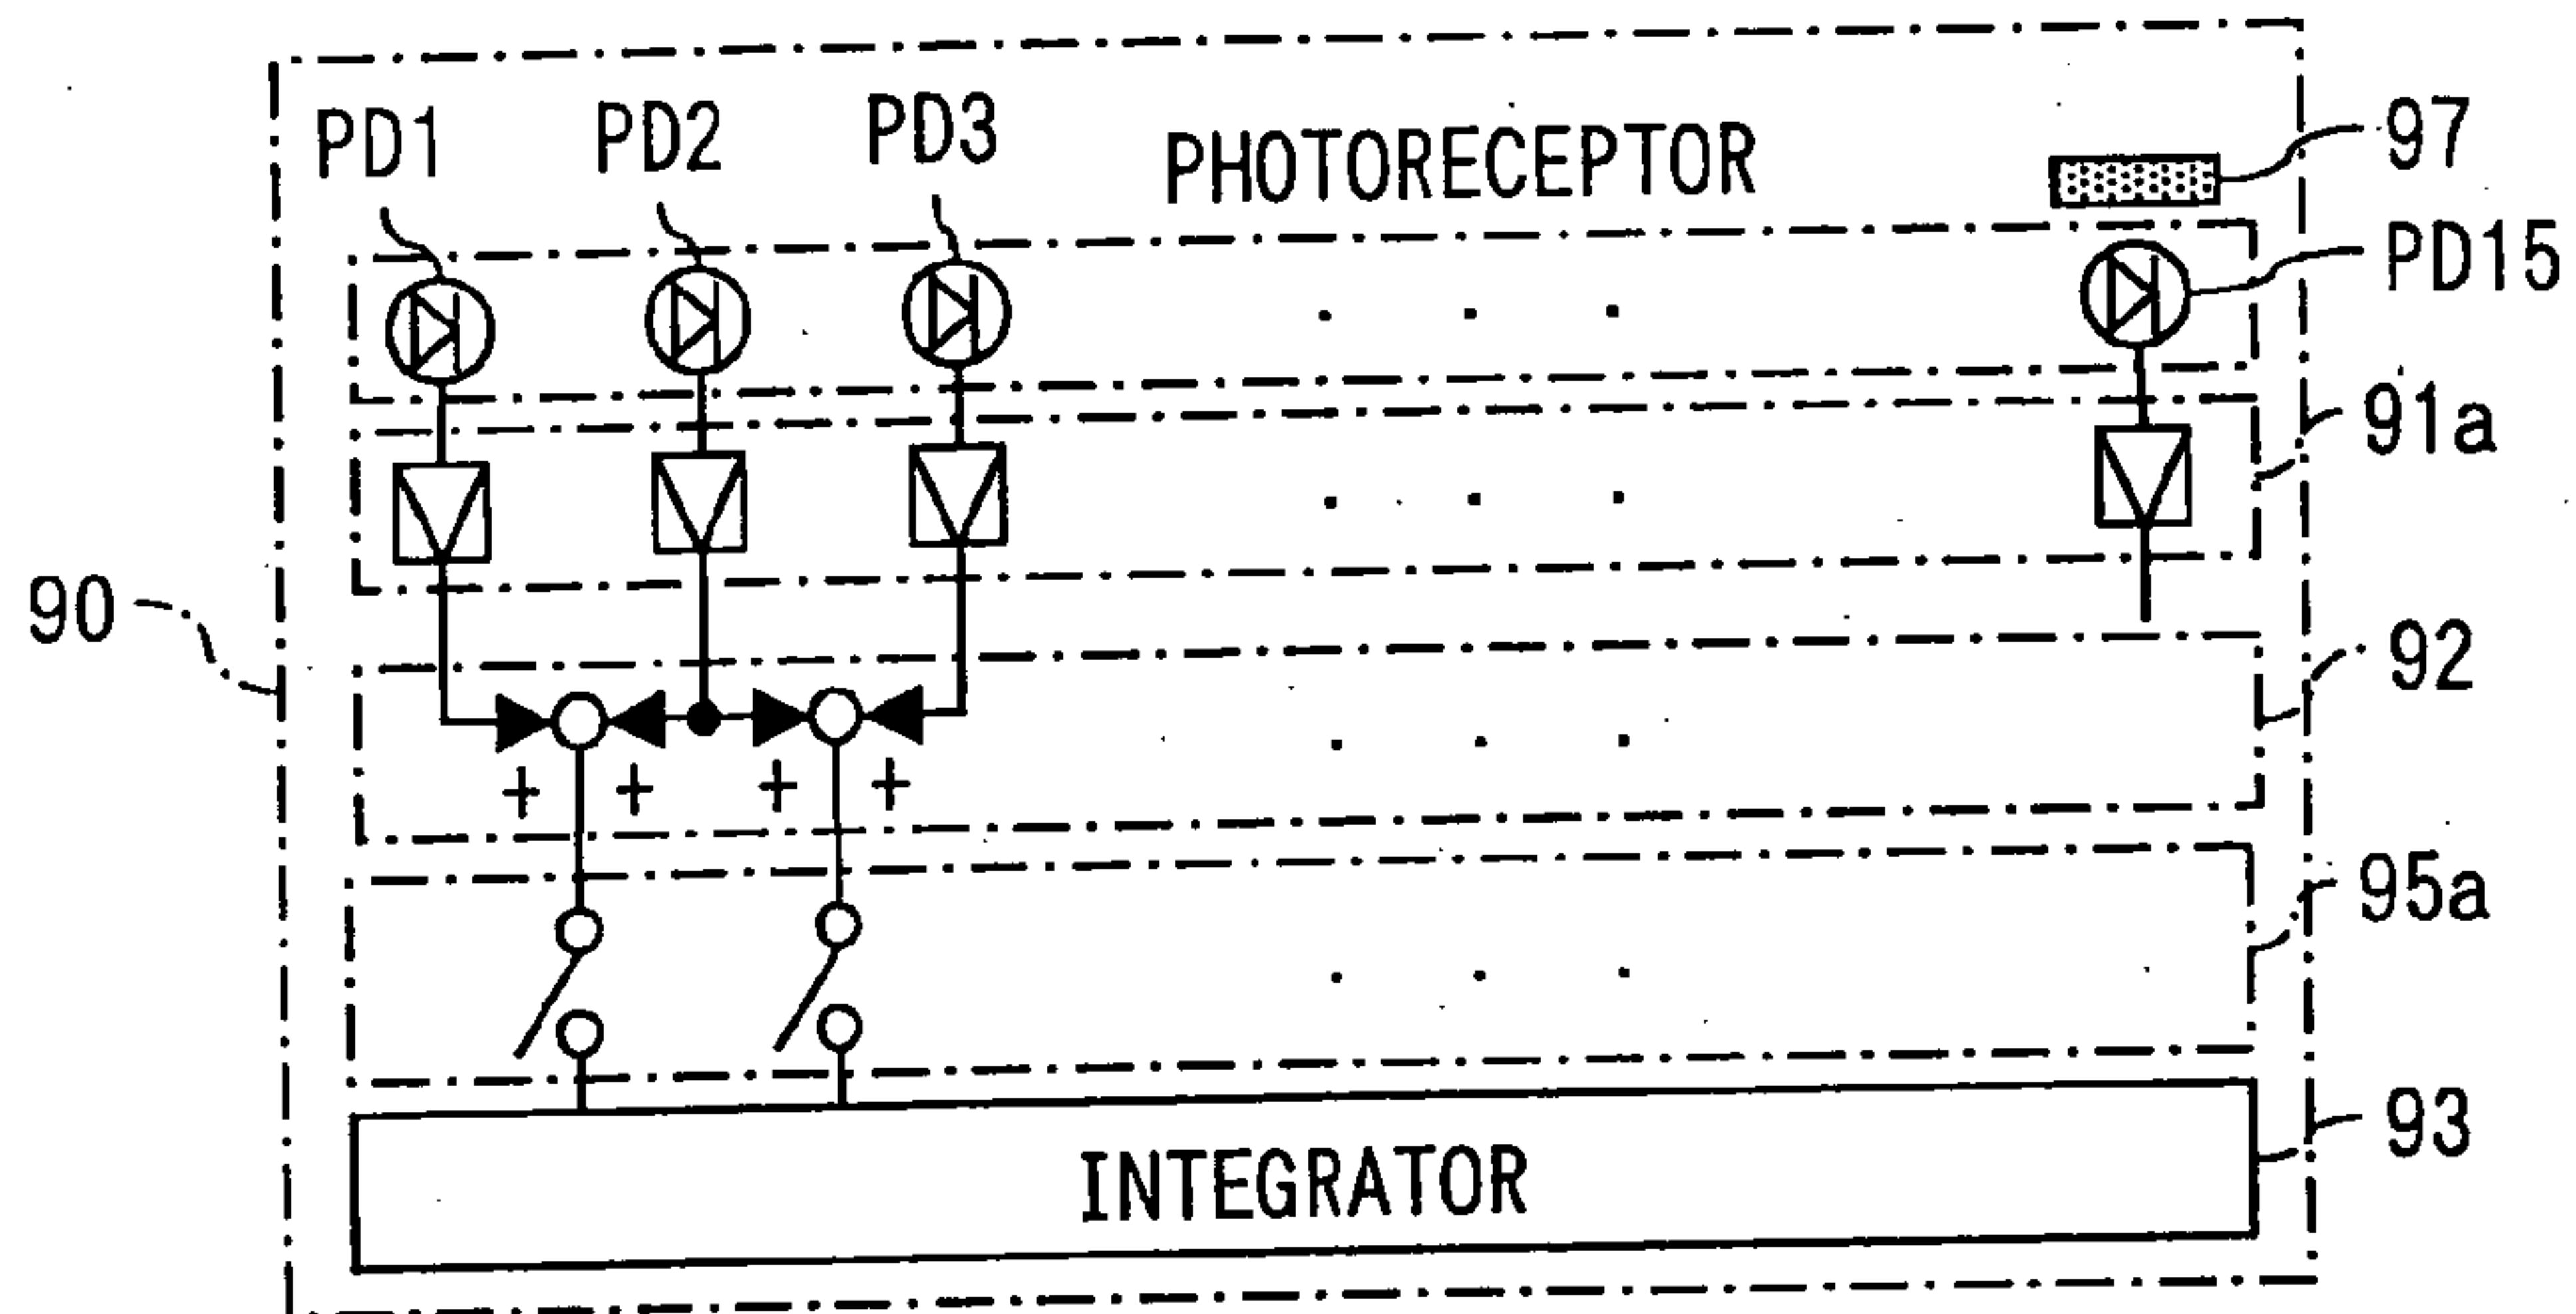 PD1 PD2 PD3 PHOTORECEPTOR 97
PD15
91a
90
92
+ + + +
95a
93
INTEGRATOR